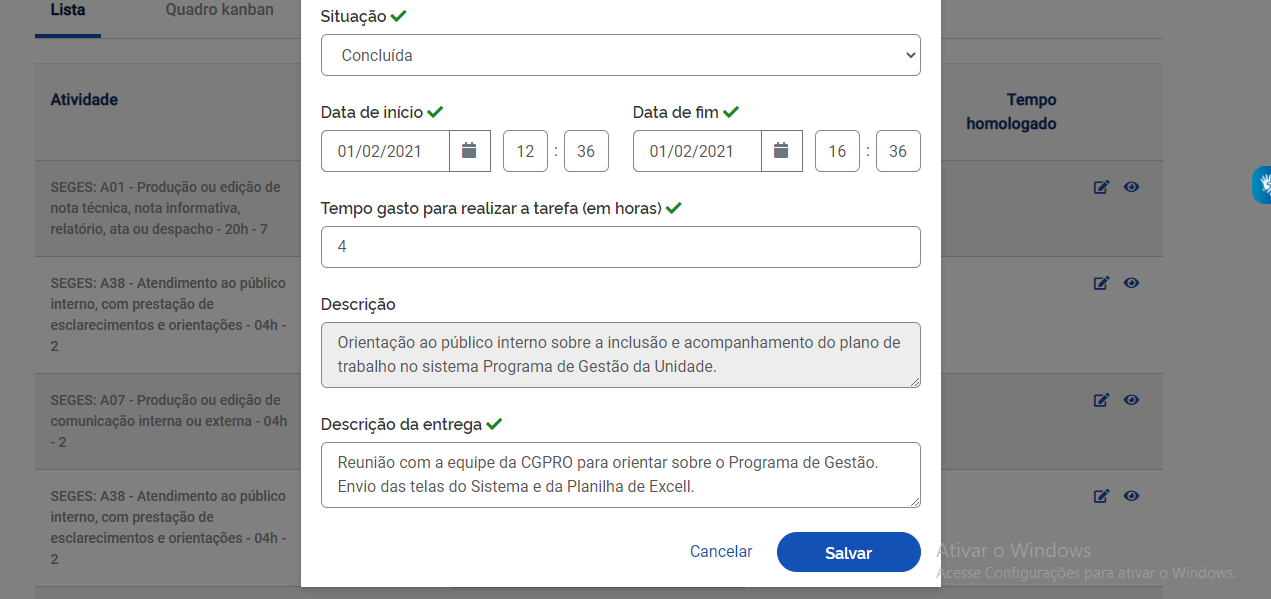 Lista
Quadro kanban
Atividade
Tempo
homologado
SEGES: A01 - Produção ou edição de
nota técnica, nota informativa,
relatório, ata ou despacho - 20h - 7
SEGES: A38 - Atendimento ao público
interno, com prestação de
esclarecimentos e orientações - 04h -
2
SEGES: A07 - Produção ou edição de
comunicação interna ou externa - 04h
- 2
SEGES: A38 - Atendimento ao público
interno, com prestação de
esclarecimentos e orientações - 04h -
2
Situação
Concluída
Data de início
01/02/2021 12 : 36
Data de fim
01/02/2021 16 : 36
Tempo gasto para realizar a tarefa (em horas)
4
Descrição
Orientação ao público interno sobre a inclusão e acompanhamento do plano de
trabalho no sistema Programa de Gestão da Unidade.
Descrição da entrega
Reunião com a equipe da CGPRO para orientar sobre o Programa de Gestão.
Envio das telas do Sistema e da Planilha de Excell.
Cancelar
Salvar
Ativar o Windows
Acesse Configurações para ativar o Windows.